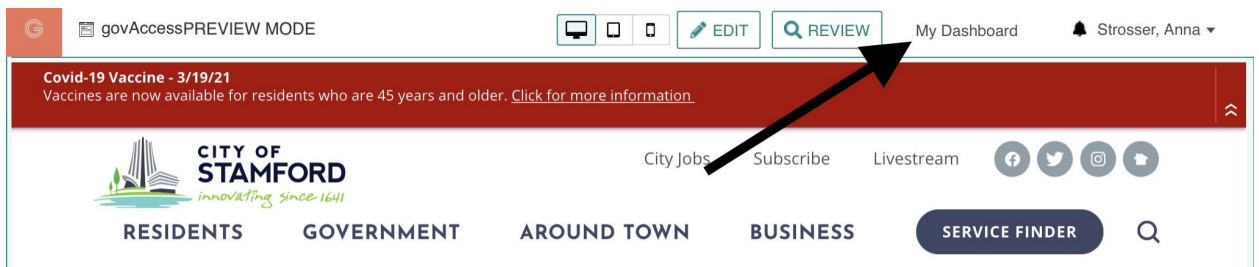 govAccessPREVIEW MODE
EDIT
REVIEW
My Dashboard
Strosser, Anna
Covid-19 Vaccine - 3/19/21
Vaccines are now available for residents who are 45 years and older. Click for more information
CITY OF
STAMFORD
innovating since 1641
City Jobs
Subscribe
Livestream
RESIDENTS
GOVERNMENT
AROUND TOWN
BUSINESS
SERVICE FINDER